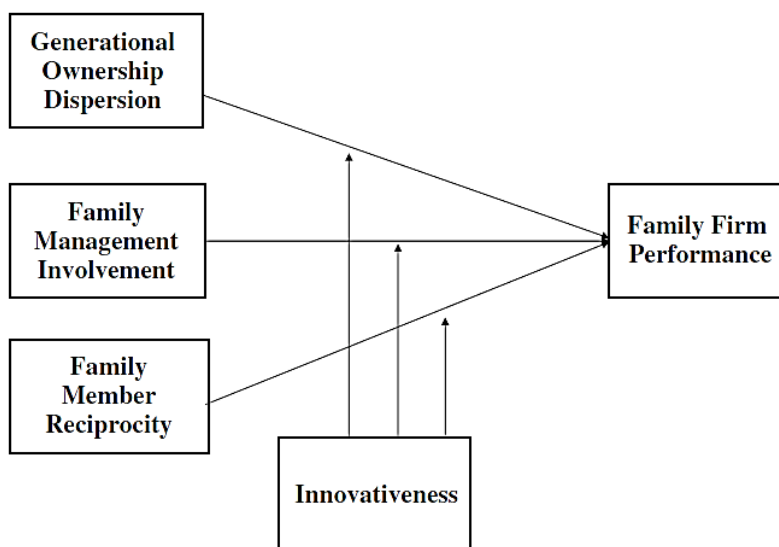 Generational
Ownership
Dispersion
Family
Management
Involvement
Family Firm
Performance
Family
Member
Reciprocity
Innovativeness